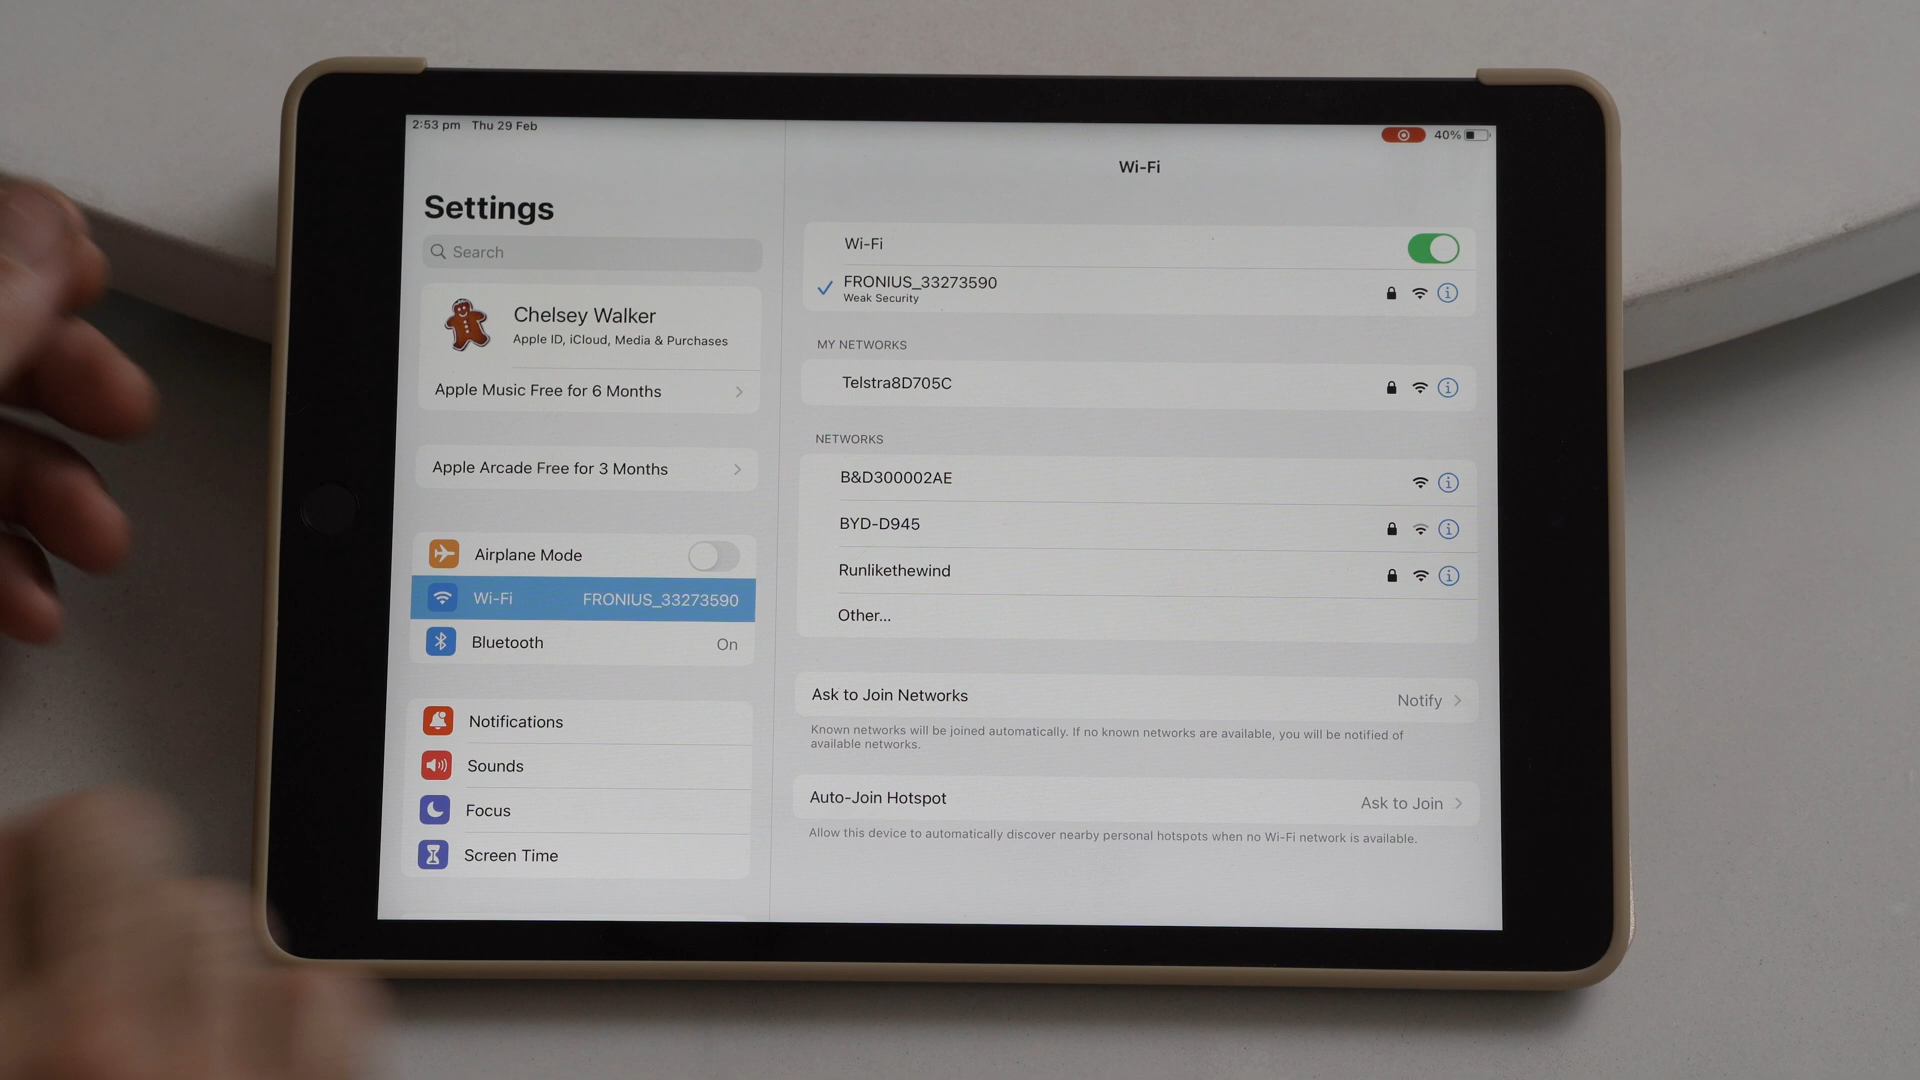 2:53 pm Thu 29 Feb
40%
Settings
Search
Chelsey Walker
Apple ID, iCloud, Media & Purchases
Apple Music Free for 6 Months
Apple Arcade Free for 3 Months
Airplane Mode
Wi-Fi FRONIUS_33273590
Bluetooth On
Notifications
Sounds
Focus
Screen Time
Wi-Fi
Wi-Fi
FRONIUS_33273590
Weak Security
MY NETWORKS
Telstra8D705C
NETWORKS
B&D300002AE
BYD-D945
Runlikethewind
Other...
Ask to Join Networks Notify
Known networks will be joined automatically. If no known networks are available, you will be notified of
available networks.
Auto-Join Hotspot Ask to Join
Allow this device to automatically discover nearby personal hotspots when no Wi-Fi network is available.